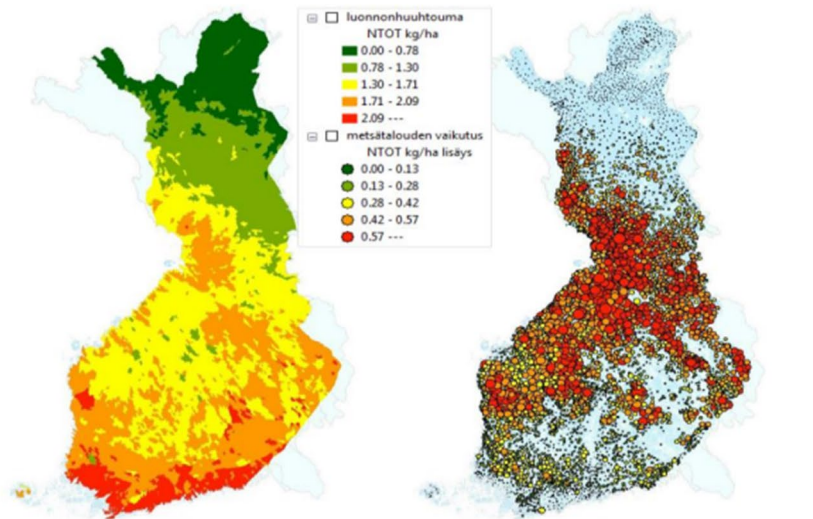 luonnonhuuhtouma
NTOT kg/ha
0.00 - 0.78
0.78 - 1.30
1.30 - 1.71
1.71 - 2.09
2.09 ---
metsätalouden vaikutus
NTOT kg/ha lisäys
0.00 - 0.13
0.13 - 0.28
0.28 - 0.42
0.42 - 0.57
0.57 ---